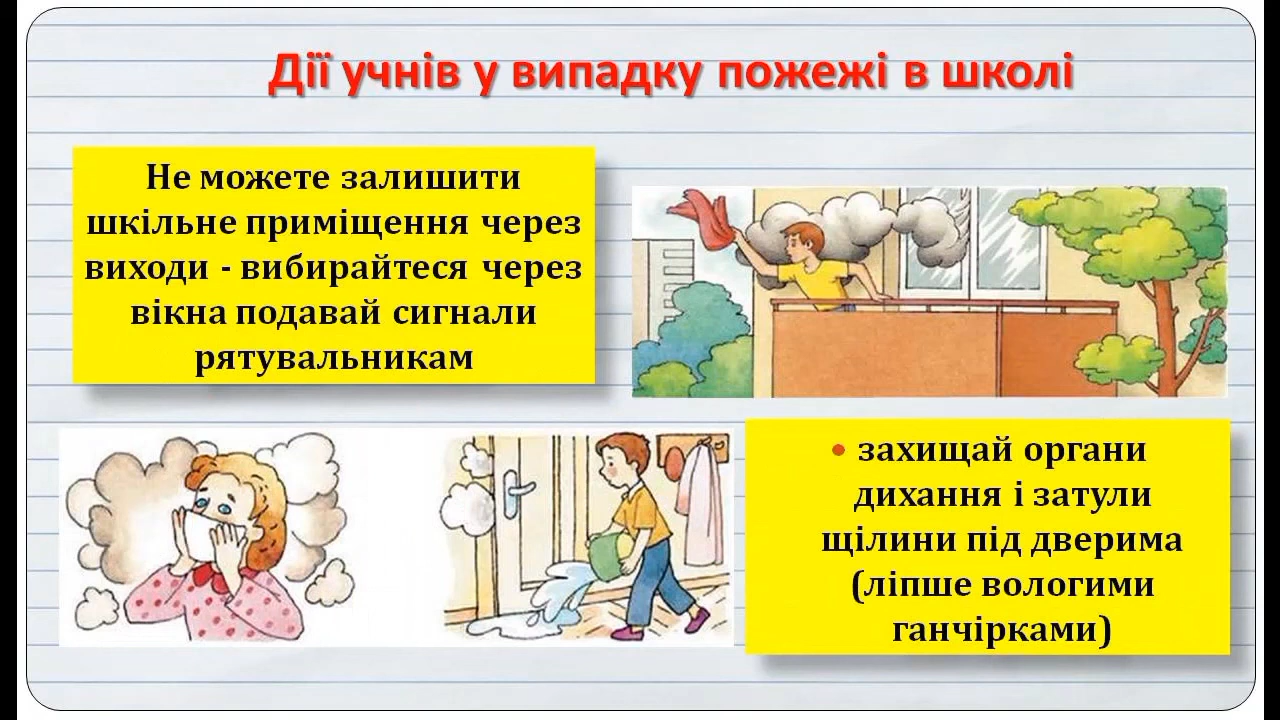 Дії учнів у випадку пожежі в школі
Не можете залишити
шкільне приміщення через
виходи - вибирайтеся через
вікна подавай сигнали
рятувальникам
• захищай органи
дихання і затули
щілини під дверима
(ліпше вологими
ганчірками)